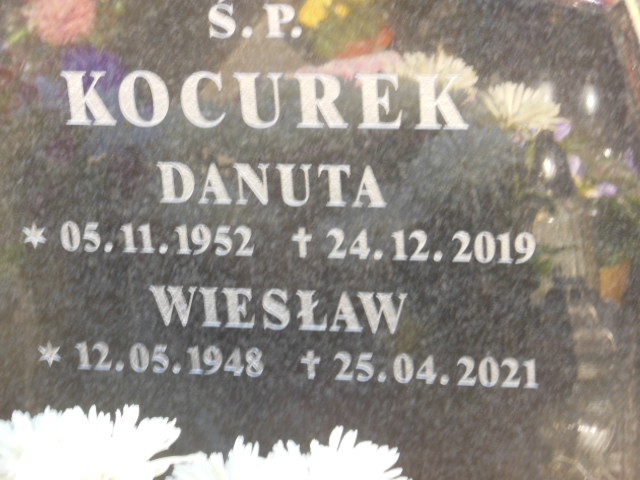 Ś.P.
KOCUREK
DANUTA
* 05.11.1952 † 24.12.2019
WIESŁAW
* 12.05.1948 † 25.04.2021